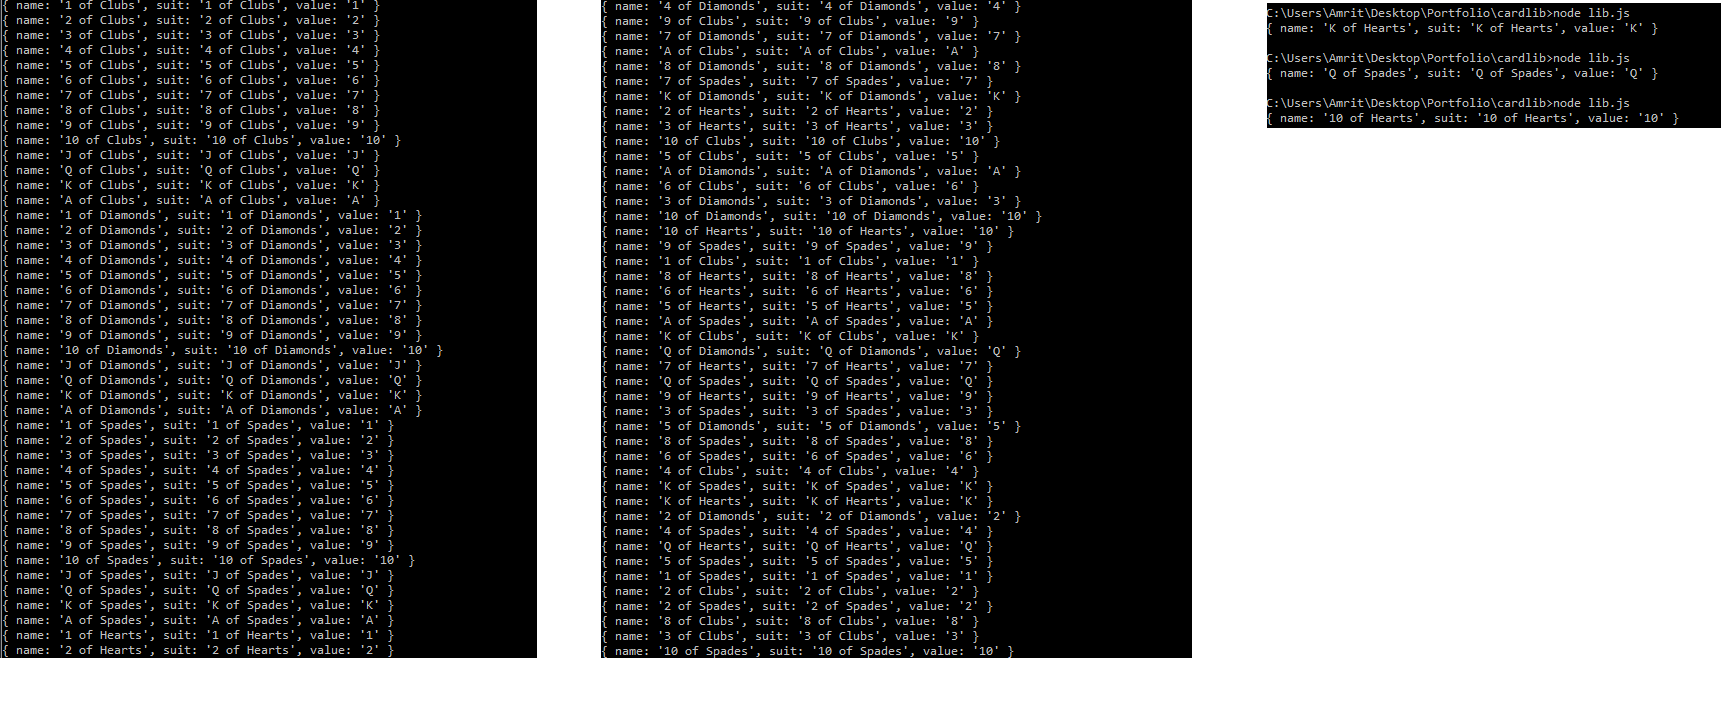 { name: '1 of Clubs', suit: '1 of Clubs', value: '1' }
{ name: '2 of Clubs', suit: '2 of Clubs', value: '2' }
{ name: '3 of Clubs', suit: '3 of Clubs', value: '3' }
{ name: '4 of Clubs', suit: '4 of Clubs', value: '4' }
{ name: '5 of Clubs', suit: '5 of Clubs', value: '5' }
{ name: '6 of Clubs', suit: '6 of Clubs', value: '6' }
{ name: '7 of Clubs', suit: '7 of Clubs', value: '7' }
{ name: '8 of Clubs', suit: '8 of Clubs', value: '8' }
{ name: '9 of Clubs', suit: '9 of Clubs', value: '9' }
{ name: '10 of Clubs', suit: '10 of Clubs', value: '10' }
{ name: 'J of Clubs', suit: 'J of Clubs', value: 'J' }
{ name: 'Q of Clubs', suit: 'Q of Clubs', value: 'Q' }
{ name: 'K of Clubs', suit: 'K of Clubs', value: 'K' }
{ name: 'A of Clubs', suit: 'A of Clubs', value: 'A' }
{ name: '1 of Diamonds', suit: '1 of Diamonds', value: '1' }
{ name: '2 of Diamonds', suit: '2 of Diamonds', value: '2' }
{ name: '3 of Diamonds', suit: '3 of Diamonds', value: '3' }
{ name: '4 of Diamonds', suit: '4 of Diamonds', value: '4' }
{ name: '5 of Diamonds', suit: '5 of Diamonds', value: '5' }
{ name: '6 of Diamonds', suit: '6 of Diamonds', value: '6' }
{ name: '7 of Diamonds', suit: '7 of Diamonds', value: '7' }
{ name: '8 of Diamonds', suit: '8 of Diamonds', value: '8' }
{ name: '9 of Diamonds', suit: '9 of Diamonds', value: '9' }
{ name: '10 of Diamonds', suit: '10 of Diamonds', value: '10' }
{ name: 'J of Diamonds', suit: 'J of Diamonds', value: 'J' }
{ name: 'Q of Diamonds', suit: 'Q of Diamonds', value: 'Q' }
{ name: 'K of Diamonds', suit: 'K of Diamonds', value: 'K' }
{ name: 'A of Diamonds', suit: 'A of Diamonds', value: 'A' }
{ name: '1 of Spades', suit: '1 of Spades', value: '1' }
{ name: '2 of Spades', suit: '2 of Spades', value: '2' }
{ name: '3 of Spades', suit: '3 of Spades', value: '3' }
{ name: '4 of Spades', suit: '4 of Spades', value: '4' }
{ name: '5 of Spades', suit: '5 of Spades', value: '5' }
{ name: '6 of Spades', suit: '6 of Spades', value: '6' }
{ name: '7 of Spades', suit: '7 of Spades', value: '7' }
{ name: '8 of Spades', suit: '8 of Spades', value: '8' }
{ name: '9 of Spades', suit: '9 of Spades', value: '9' }
{ name: '10 of Spades', suit: '10 of Spades', value: '10' }
{ name: 'J of Spades', suit: 'J of Spades', value: 'J' }
{ name: 'Q of Spades', suit: 'Q of Spades', value: 'Q' }
{ name: 'K of Spades', suit: 'K of Spades', value: 'K' }
{ name: 'A of Spades', suit: 'A of Spades', value: 'A' }
{ name: '1 of Hearts', suit: '1 of Hearts', value: '1' }
{ name: '2 of Hearts', suit: '2 of Hearts', value: '2' }
{ name: '4 of Diamonds', suit: '4 of Diamonds', value: '4' }
{ name: '9 of Clubs', suit: '9 of Clubs', value: '9' }
{ name: '7 of Diamonds', suit: '7 of Diamonds', value: '7' }
{ name: 'A of Clubs', suit: 'A of Clubs', value: 'A' }
{ name: '8 of Diamonds', suit: '8 of Diamonds', value: '8' }
{ name: '7 of Spades', suit: '7 of Spades', value: '7' }
{ name: 'K of Diamonds', suit: 'K of Diamonds', value: 'K' }
{ name: '2 of Hearts', suit: '2 of Hearts', value: '2' }
{ name: '3 of Hearts', suit: '3 of Hearts', value: '3' }
{ name: '10 of Clubs', suit: '10 of Clubs', value: '10' }
{ name: '5 of Clubs', suit: '5 of Clubs', value: '5' }
{ name: 'A of Diamonds', suit: 'A of Diamonds', value: 'A' }
{ name: '6 of Clubs', suit: '6 of Clubs', value: '6' }
{ name: '3 of Diamonds', suit: '3 of Diamonds', value: '3' }
{ name: '10 of Diamonds', suit: '10 of Diamonds', value: '10' }
{ name: '10 of Hearts', suit: '10 of Hearts', value: '10' }
{ name: '9 of Spades', suit: '9 of Spades', value: '9' }
{ name: '1 of Clubs', suit: '1 of Clubs', value: '1' }
{ name: '8 of Hearts', suit: '8 of Hearts', value: '8' }
{ name: '6 of Hearts', suit: '6 of Hearts', value: '6' }
{ name: '5 of Hearts', suit: '5 of Hearts', value: '5' }
{ name: 'A of Spades', suit: 'A of Spades', value: 'A' }
{ name: 'K of Clubs', suit: 'K of Clubs', value: 'K' }
{ name: 'Q of Diamonds', suit: 'Q of Diamonds', value: 'Q' }
{ name: '7 of Hearts', suit: '7 of Hearts', value: '7' }
{ name: 'Q of Spades', suit: 'Q of Spades', value: 'Q' }
{ name: '9 of Hearts', suit: '9 of Hearts', value: '9' }
{ name: '3 of Spades', suit: '3 of Spades', value: '3' }
{ name: '5 of Diamonds', suit: '5 of Diamonds', value: '5' }
{ name: '8 of Spades', suit: '8 of Spades', value: '8' }
{ name: '6 of Spades', suit: '6 of Spades', value: '6' }
{ name: '4 of Clubs', suit: '4 of Clubs', value: '4' }
{ name: 'K of Spades', suit: 'K of Spades', value: 'K' }
{ name: 'K of Hearts', suit: 'K of Hearts', value: 'K' }
{ name: '2 of Diamonds', suit: '2 of Diamonds', value: '2' }
{ name: '4 of Spades', suit: '4 of Spades', value: '4' }
{ name: 'Q of Hearts', suit: 'Q of Hearts', value: 'Q' }
{ name: '5 of Spades', suit: '5 of Spades', value: '5' }
{ name: '1 of Spades', suit: '1 of Spades', value: '1' }
{ name: '2 of Clubs', suit: '2 of Clubs', value: '2' }
{ name: '2 of Spades', suit: '2 of Spades', value: '2' }
{ name: '8 of Clubs', suit: '8 of Clubs', value: '8' }
{ name: '3 of Clubs', suit: '3 of Clubs', value: '3' }
{ name: '10 of Spades', suit: '10 of Spades', value: '10' }
C:\Users\Amrit\Desktop\Portfolio\cardlib>node lib.js
{ name: 'K of Hearts', suit: 'K of Hearts', value: 'K' }
C:\Users\Amrit\Desktop\Portfolio\cardlib>node lib.js
{ name: 'Q of Spades', suit: 'Q of Spades', value: 'Q' }
C:\Users\Amrit\Desktop\Portfolio\cardlib>node lib.js
{ name: '10 of Hearts', suit: '10 of Hearts', value: '10' }